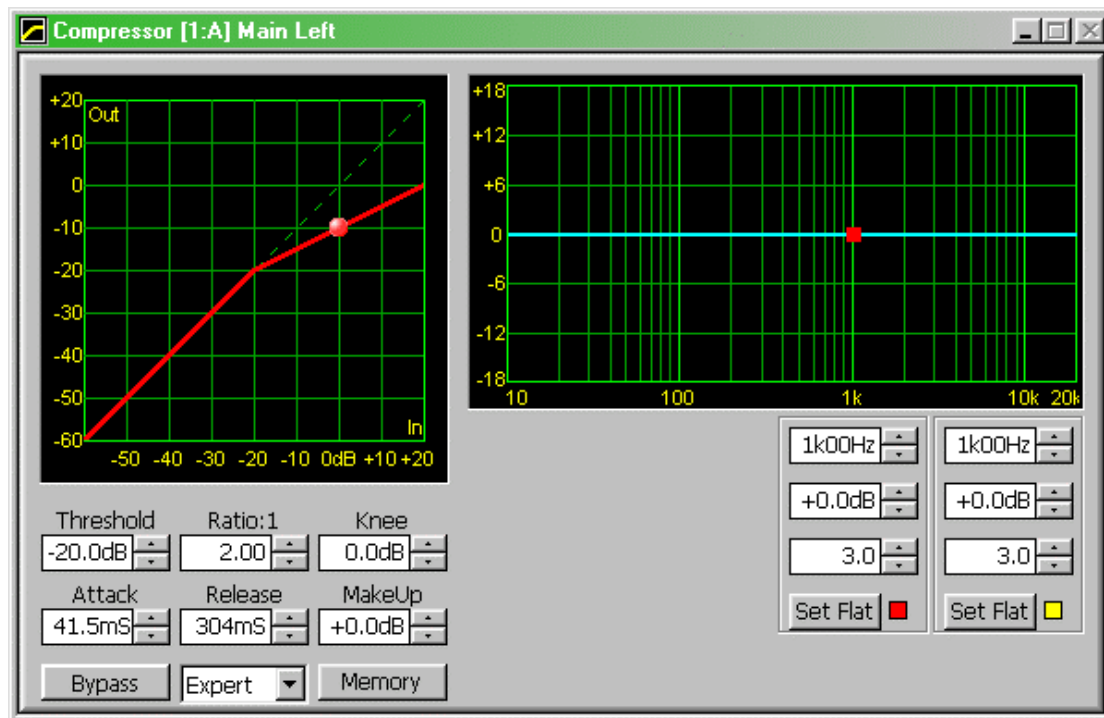 Compressor [1:A] Main Left
+20
Out
+10
0
-10
-20
-30
-40
-50
-60
In
-50 -40 -30 -20 -10 0dB +10 +20
+18
+12
+6
0
-6
-12
-18
10 100 1k 10k 20k
Threshold Ratio:1 Knee
-20.0dB 2.00 0.0dB
Attack Release MakeUp
41.5mS 304mS +0.0dB
Bypass Expert Memory
1k00Hz 1k00Hz
+0.0dB +0.0dB
3.0 3.0
Set Flat Set Flat